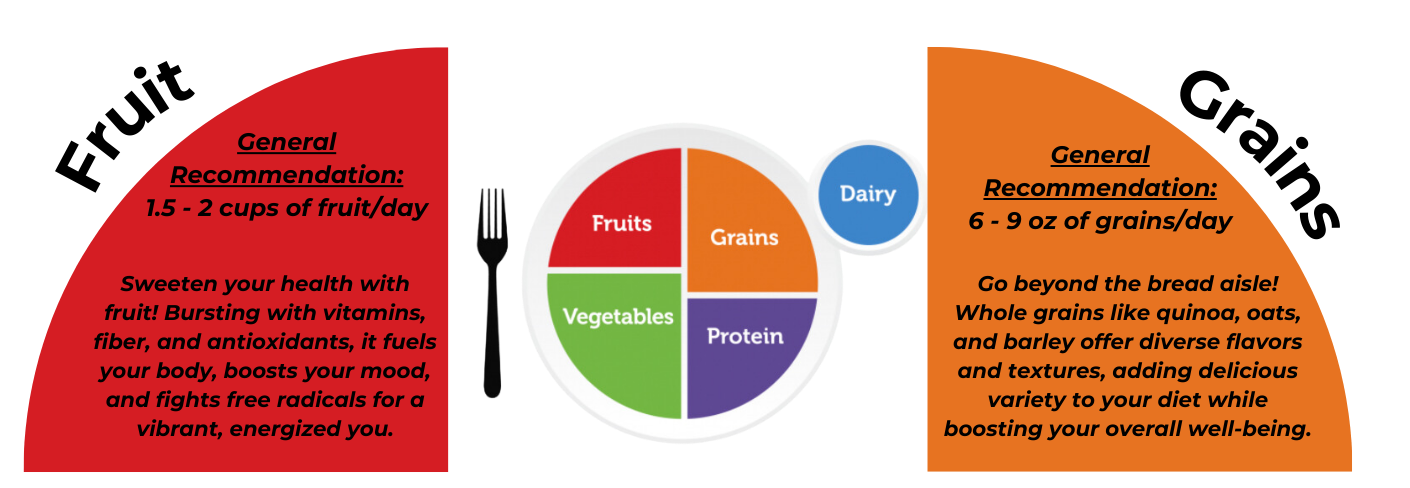 Fruit
General
Recommendation:
1.5 - 2 cups of fruit/day
Sweeten your health with
fruit! Bursting with vitamins,
fiber, and antioxidants, it fuels
your body, boosts your mood,
and fights free radicals for a
vibrant, energized you.
Fruits
Grains
Vegetables
Protein
Dairy
Grains
General
Recommendation:
6 - 9 oz of grains/day
Go beyond the bread aisle!
Whole grains like quinoa, oats,
and barley offer diverse flavors
and textures, adding delicious
variety to your diet while
boosting your overall well-being.